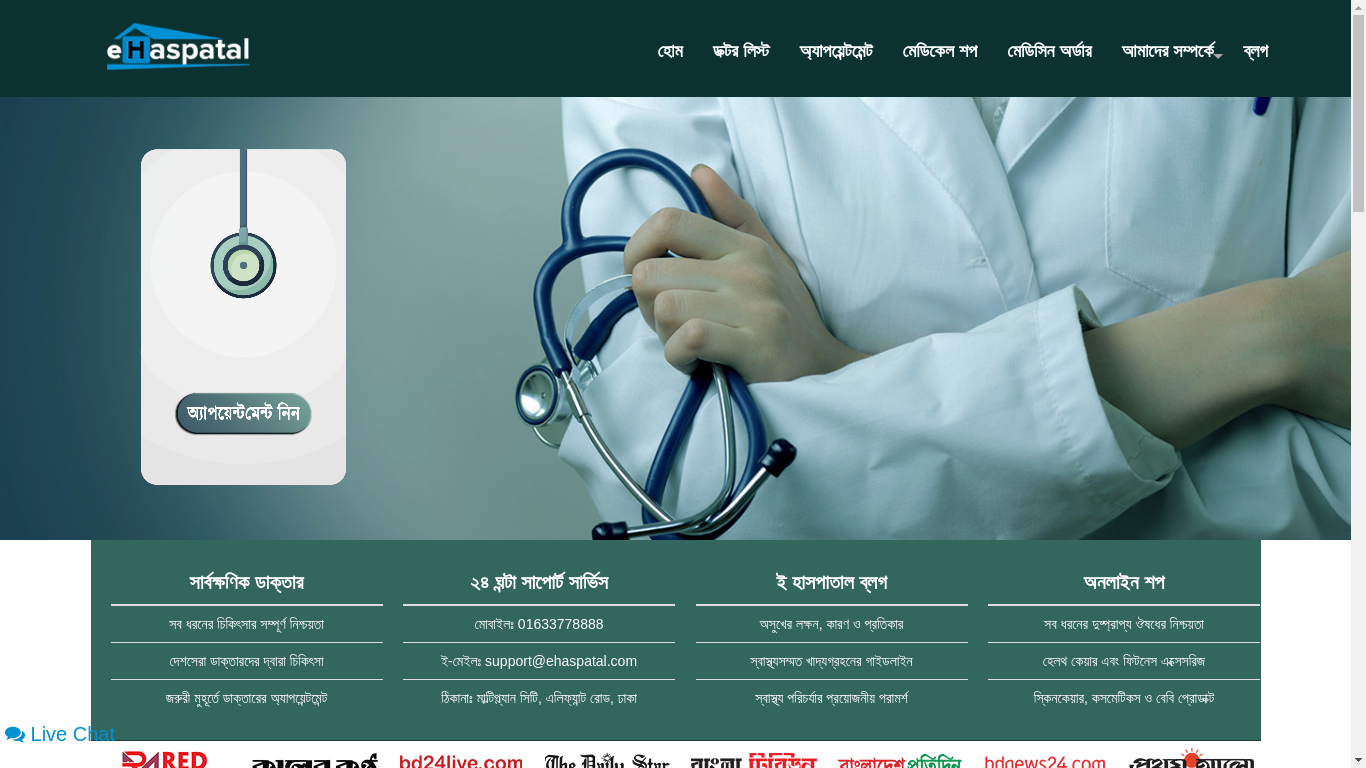 eHaspatal
হোম
ডক্টর লিস্ট
অ্যাপয়েন্টমেন্ট
মেডিকেল শপ
মেডিসিন অর্ডার
আমাদের সম্পর্কে
ব্লগ
অ্যাপয়েন্টমেন্ট নিন
সার্বক্ষণিক ডাক্তার
সব ধরনের চিকিৎসার সম্পূর্ণ নিশ্চয়তা
দেশসেরা ডাক্তারদের দ্বারা চিকিৎসা
জরুরী মুহূর্তে ডাক্তারের অ্যাপয়েন্টমেন্ট
২৪ ঘন্টা সাপোর্ট সার্ভিস
মোবাইলঃ 01633778888
ই-মেইলঃ support@ehaspatal.com
ঠিকানাঃ মাল্টিপ্ল্যান সিটি, এলিফ্যান্ট রোড, ঢাকা
ই হাসপাতাল ব্লগ
অসুখের লক্ষন, কারণ ও প্রতিকার
স্বাস্থ্যসম্মত খাদ্যগ্রহনের গাইডলাইন
স্বাস্থ্য পরিচর্যার প্রয়োজনীয় পরামর্শ
অনলাইন শপ
সব ধরনের দুষ্প্রাপ্য ঔষধের নিশ্চয়তা
হেলথ কেয়ার এবং ফিটনেস এক্সেসরিজ
স্কিনকেয়ার, কসমেটিকস ও বেবি প্রোডাক্ট
Live Chat
RED
কালের কণ্ঠ
bd24live.com
The Daily Star
বাংলা ট্রিবিউন
বাংলাদেশ প্রতিদিন
bdnews24.com
প্রথম আলো